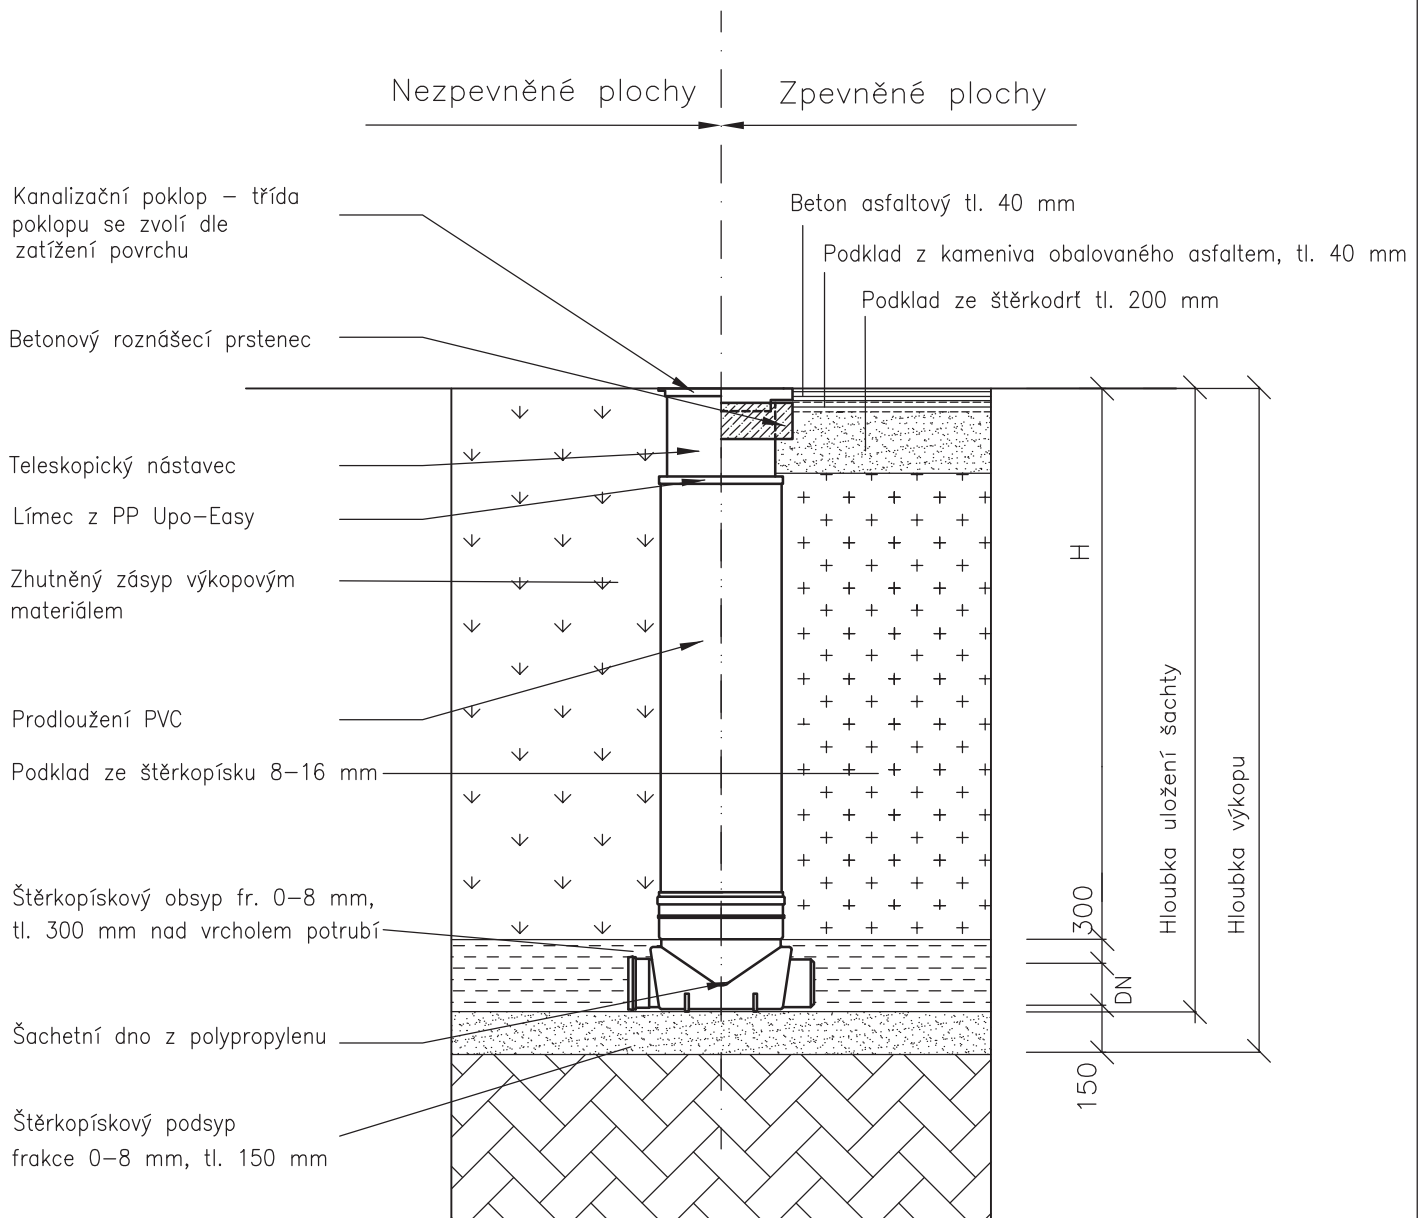 Nezpevněné plochy
Zpevněné plochy
Kanalizační poklop – třída
poklopu se zvolí dle
zatížení povrchu
Beton asfaltový tl. 40 mm
Podklad z kameniva obalovaného asfaltem, tl. 40 mm
Podklad ze štěrkodrť tl. 200 mm
Betonový roznášecí prstenec
Teleskopický nástavec
Límec z PP Upo–Easy
Zhutněný zásyp výkopovým
materiálem
Prodloužení PVC
Podklad ze štěrkopísku 8–16 mm
Štěrkopískový obsyp fr. 0–8 mm,
tl. 300 mm nad vrcholem potrubí
Šachetní dno z polypropylenu
Štěrkopískový podsyp
frakce 0–8 mm, tl. 150 mm
H
300
DN
150
Hloubka uložení šachty
Hloubka výkopu